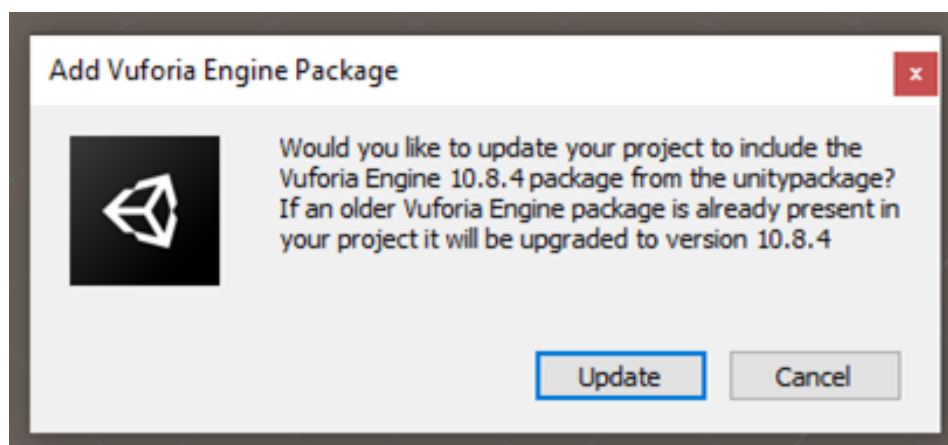 Add Vuforia Engine Package
x
Would you like to update your project to include the
Vuforia Engine 10.8.4 package from the unitypackage?
If an older Vuforia Engine package is already present in
your project it will be upgraded to version 10.8.4
Update Cancel